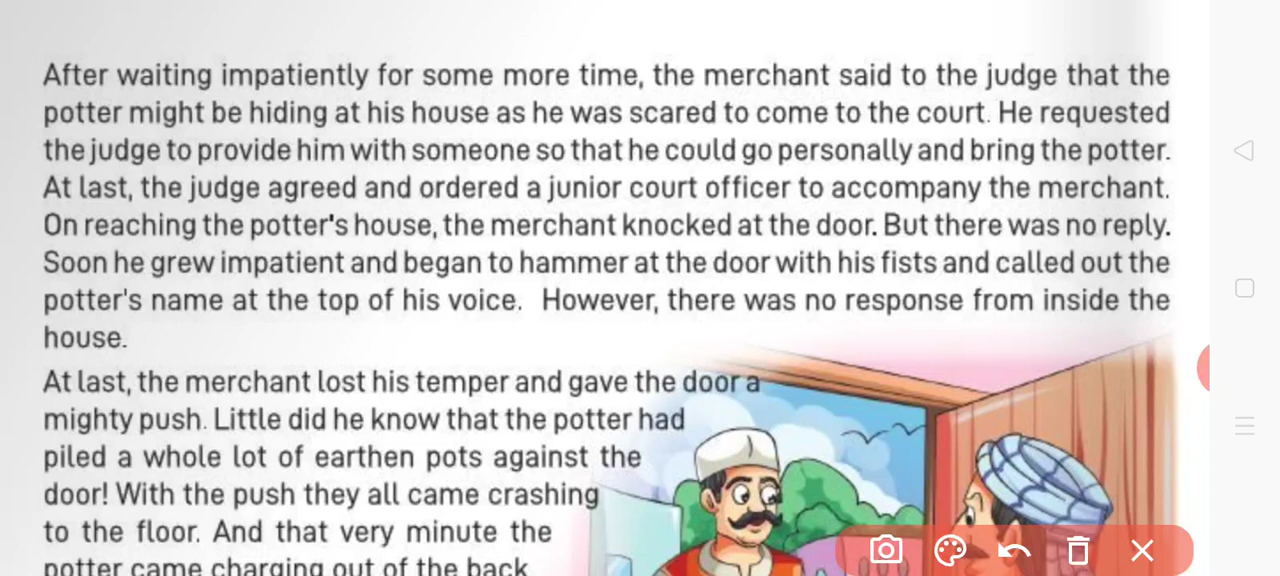 After waiting impatiently for some more time, the merchant said to the judge that the
potter might be hiding at his house as he was scared to come to the court. He requested
the judge to provide him with someone so that he could go personally and bring the potter.
At last, the judge agreed and ordered a junior court officer to accompany the merchant.
On reaching the potter's house, the merchant knocked at the door. But there was no reply.
Soon he grew impatient and began to hammer at the door with his fists and called out the
potter's name at the top of his voice. However, there was no response from inside the
house.
At last, the merchant lost his temper and gave the door a
mighty push. Little did he know that the potter had
piled a whole lot of earthen pots against the
door! With the push they all came crashing
to the floor. And that very minute the
potter came charging out of the back